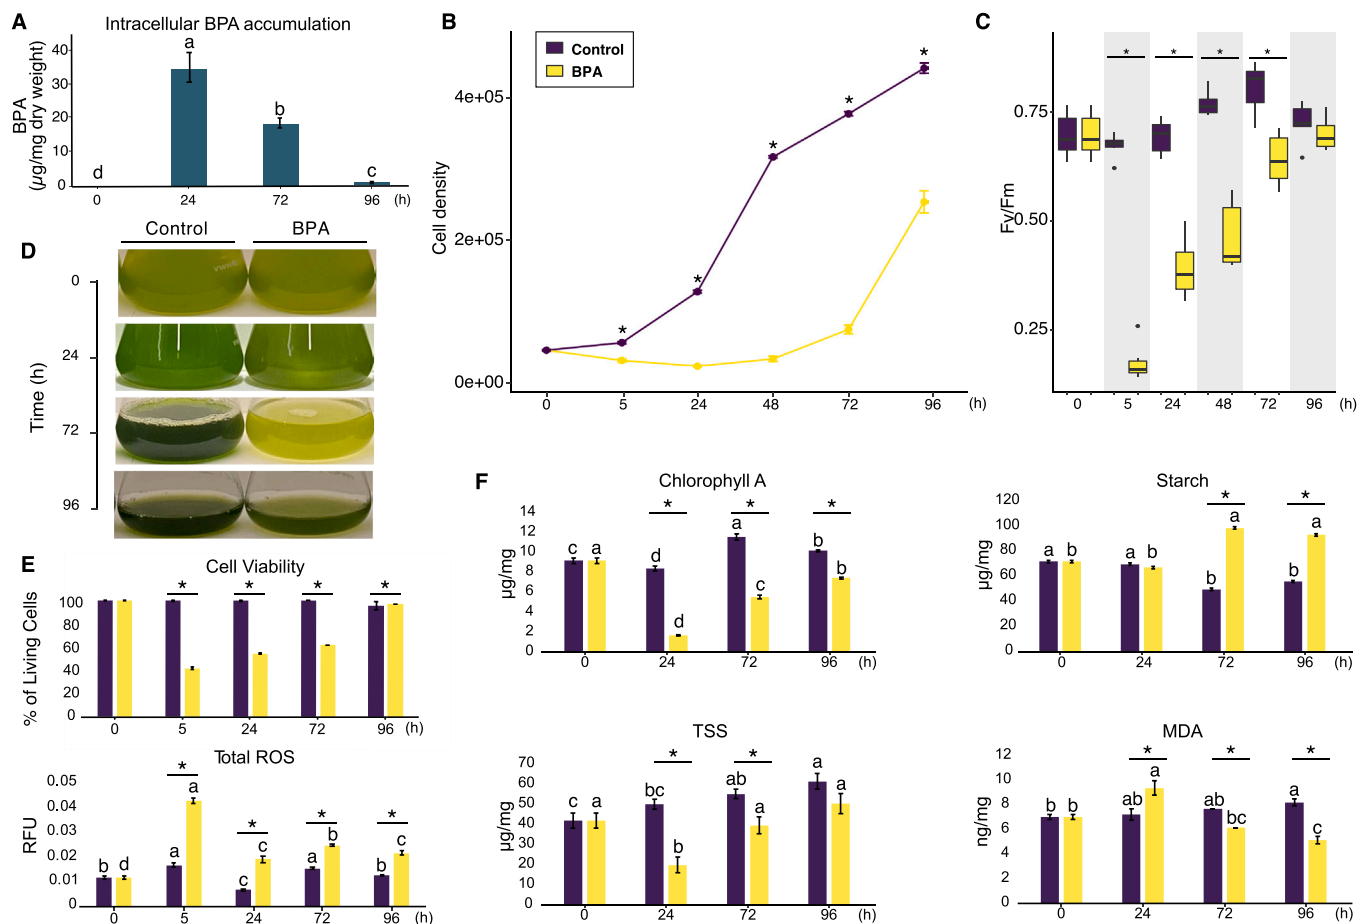 A
Intracellular BPA accumulation
BPA
(µg/mg dry weight)
40
30
20
10
0
d
a
b
c
0 24 72 96 (h)
B
Control
BPA
Cell density
4e+05
2e+05
0e+00
* * * * *
0 5 24 48 72 96 (h)
C
Fv/Fm
0.75
0.50
0.25
* * * *
0 5 24 48 72 96 (h)
D
Control BPA
Time (h)
0
24
72
96
E
Cell Viability
% of Living Cells
100
80
60
40
20
0
* * * *
0 5 24 72 96 (h)
Total ROS
RFU
0.05
0.04
0.03
0.02
0.01
0
* * * *
b d a a c c a b b c
0 5 24 72 96 (h)
F
Chlorophyll A
µg/mg
14
12
10
8
6
4
2
0
* * *
c a d d a c b b
0 24 72 96 (h)
Starch
µg/mg
120
100
80
60
40
20
0
* *
a b a b b a b a
0 24 72 96 (h)
TSS
µg/mg
80
70
60
50
40
30
20
10
0
* *
c a bc b ab a a a
0 24 72 96 (h)
MDA
ng/mg
12
10
8
6
4
2
0
* * *
b b ab a ab bc a c
0 24 72 96 (h)